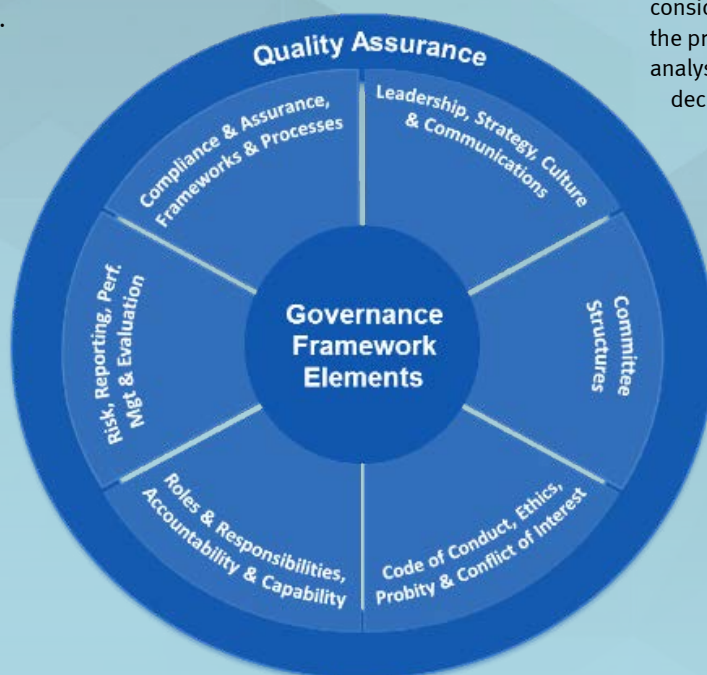 .
consid
the pr
analys
dec
Quality Assurance
Leadership, Strategy, Culture
& Communications
Committee
Structures
Code of Conduct, Ethics,
Probity & Conflict of Interest
Roles & Responsibilities,
Accountability & Capability
Risk, Reporting, Perf.
Mgt & Evaluation
Compliance & Assurance,
Frameworks & Processes
Governance
Framework
Elements